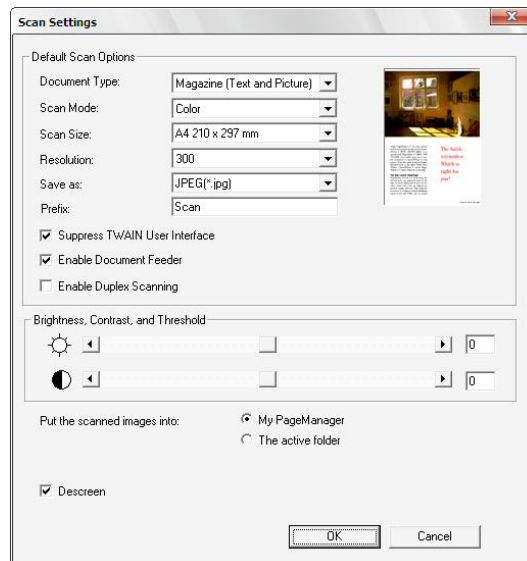 Scan Settings
Default Scan Options
Document Type: Magazine (Text and Picture)
Scan Mode: Color
Scan Size: A4 210 x 297 mm
Resolution: 300
Save as: JPEG(*.jpg)
Prefix: Scan
Suppress TWAIN User Interface
Enable Document Feeder
Enable Duplex Scanning
Brightness, Contrast, and Threshold
0
0
Put the scanned images into: My PageManager
The active folder
Descreen
OK Cancel